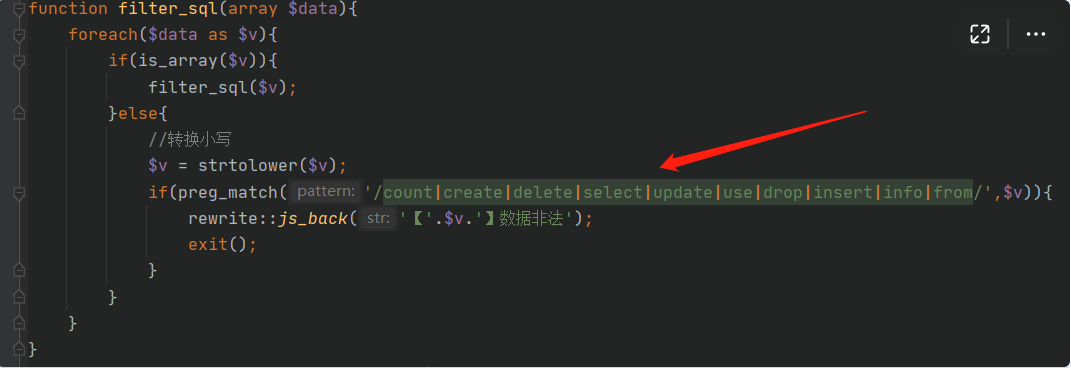 function filter_sql(array $data){
foreach($data as $v){
if(is_array($v)){
filter_sql($v);
}else{
//转换小写
$v = strtolower($v);
if(preg_match( pattern: '/count|create|delete|select|update|use|drop|insert|info|from/',$v)){
rewrite::js_back( str: '【'.$v.'】数据非法');
exit();
}
}
}
}